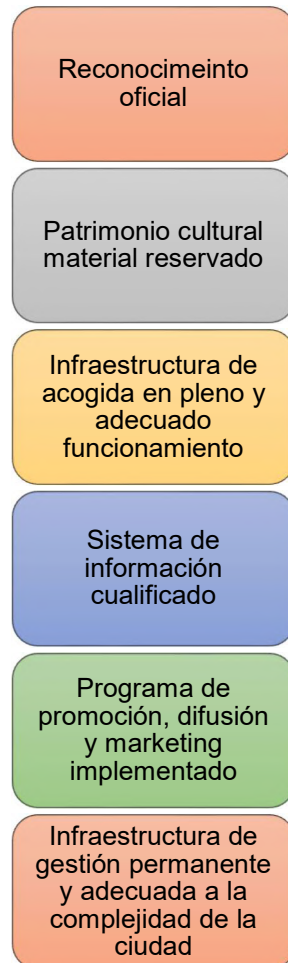 Reconocimeinto
oficial
Patrimonio cultural
material reservado
Infraestructura de
acogida en pleno y
adecuado
funcionamiento
Sistema de
información
cualificado
Programa de
promoción, difusión
y marketing
implementado
Infraestructura de
gestión permanente
y adecuada a la
complejidad de la
ciudad